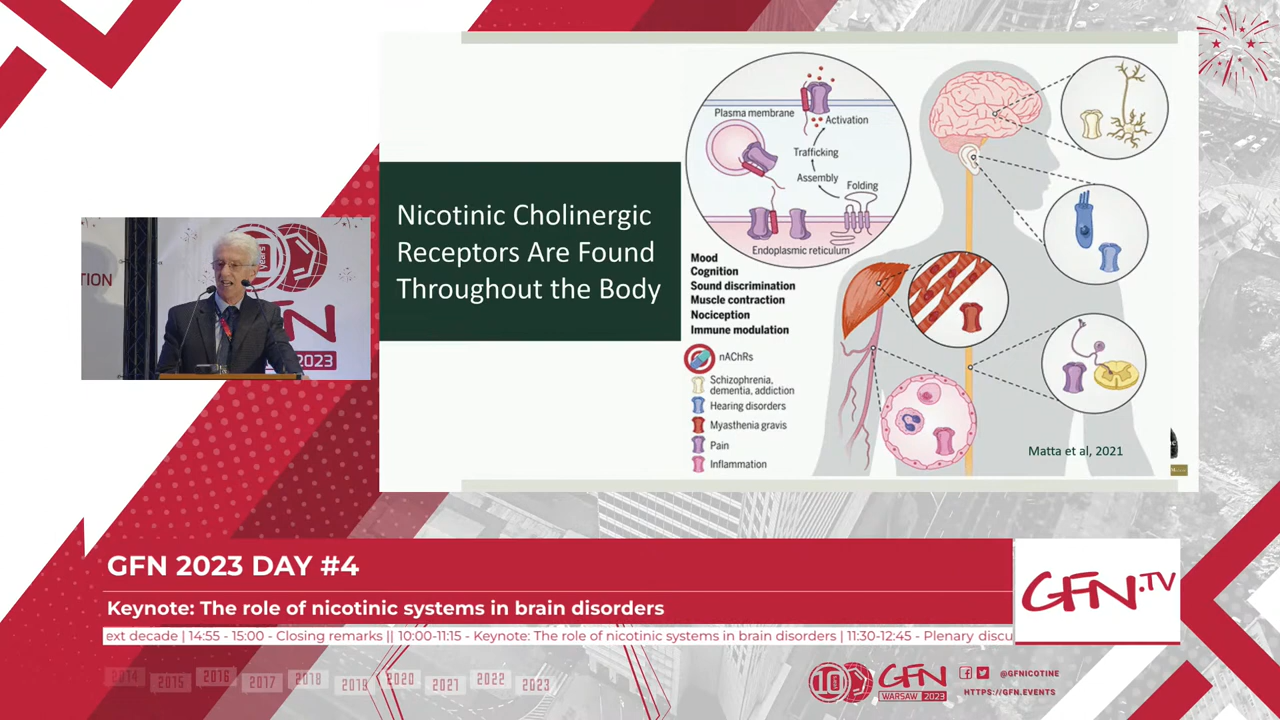 Nicotinic Cholinergic
Receptors Are Found
Throughout the Body
Plasma membrane
Activation
Trafficking
Assembly
Folding
Endoplasmic reticulum
Mood
Cognition
Sound discrimination
Muscle contraction
Nociception
Immune modulation
nAChRs
Schizophrenia,
dementia, addiction
Hearing disorders
Myasthenia gravis
Pain
Inflammation
Matta et al, 2021
TION
2023
GFN 2023 DAY #4
Keynote: The role of nicotinic systems in brain disorders
ext decade | 14:55 - 15:00 - Closing remarks || 10:00-11:15 - Keynote: The role of nicotinic systems in brain disorders | 11:30-12:45 - Plenary discu
GFN.TV
2014 2015 2016 2017 2018 2019 2020 2021 2022 2023
GFN
WARSAW 2023
@GFNICOTINE
HTTPS://GFN.EVENTS